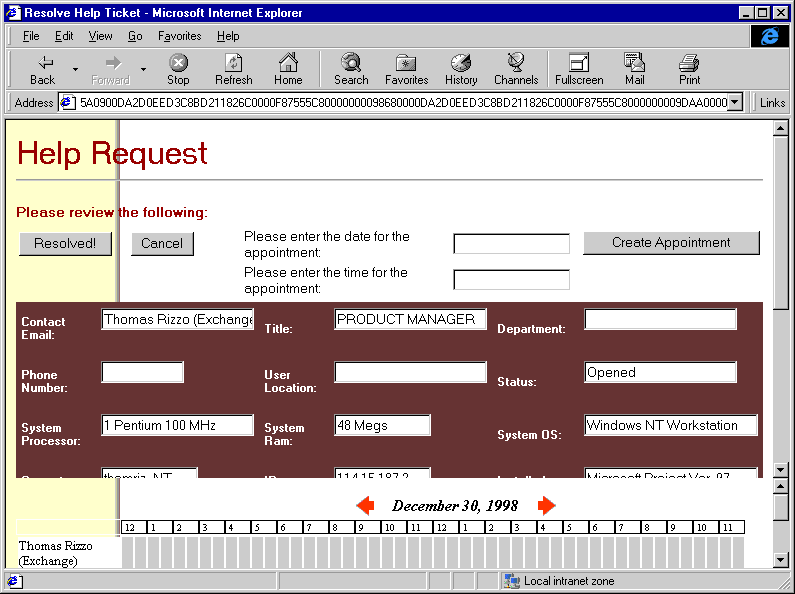 Resolve Help Ticket - Microsoft Internet Explorer
File Edit View Go Favorites Help
Back Forward Stop Refresh Home Search Favorites History Channels Fullscreen Mail Print
Address 5A0900DA2D0EED3C8BD211826C0000F87555C80000000098680000DA2D0EED3C8BD211826C0000F87555C8000000009DAA0000 Links
Help Request
Please review the following:
Resolved! Cancel Please enter the date for the appointment: Create Appointment
Please enter the time for the appointment:
Contact Email: Thomas Rizzo (Exchange Title: PRODUCT MANAGER Department:
Phone Number: User Location: Status: Opened
System Processor: 1 Pentium 100 MHz System Ram: 48 Megs System OS: Windows NT Workstation
thomriz_NT 114.15.187.2 Microsoft Project Ver. 97
December 30, 1998
12 1 2 3 4 5 6 7 8 9 10 11 12 1 2 3 4 5 6 7 8 9 10 11
Thomas Rizzo
(Exchange)
Local intranet zone